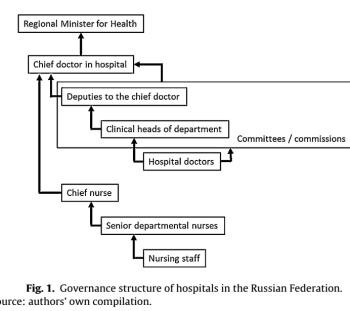 Regional Minister for Health
Chief doctor in hospital
Deputies to the chief doctor
Clinical heads of department
Committees / commissions
Hospital doctors
Chief nurse
Senior departmental nurses
Nursing staff
Fig. 1. Governance structure of hospitals in the Russian Federation.
ource: authors' own compilation.